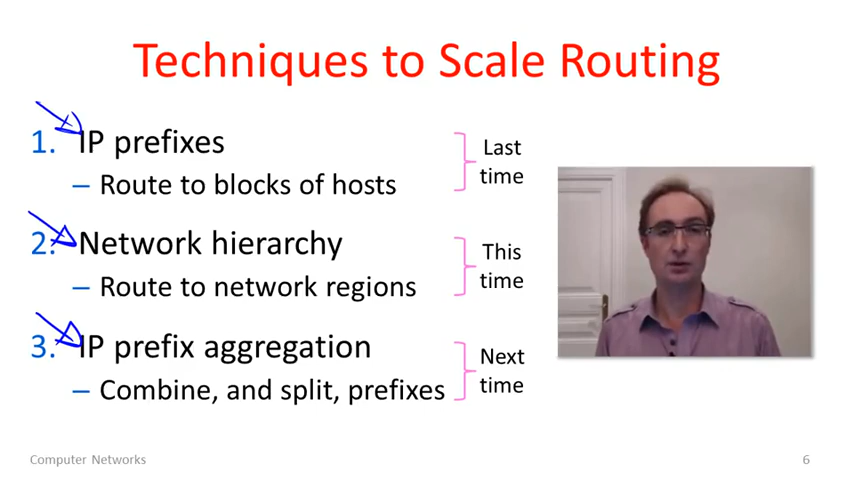 Techniques to Scale Routing
1. IP prefixes
– Route to blocks of hosts
Last
time
2. Network hierarchy
– Route to network regions
This
time
3. IP prefix aggregation
– Combine, and split, prefixes
Next
time
Computer Networks
6